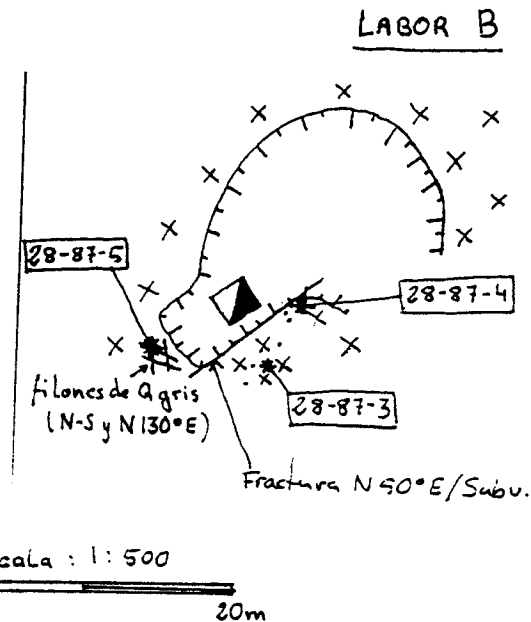 LABOR B
28-87-5
28-87-4
filones de Q gris
(N-S y N130°E)
28-87-3
Fractura N50°E/Subv.
cala : 1:500
20m